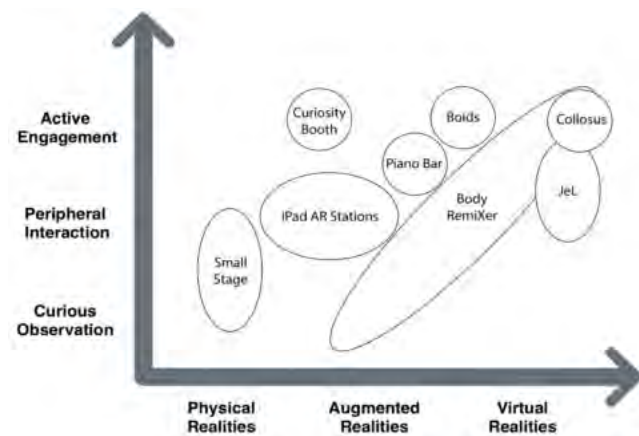 Active
Engagement
Peripheral
Interaction
Curious
Observation
Curiosity
Booth
Boids
Collosus
Piano Bar
iPad AR Stations
Body
RemiXer
JeL
Small
Stage
Physical
Realities
Augmented
Realities
Virtual
Realities